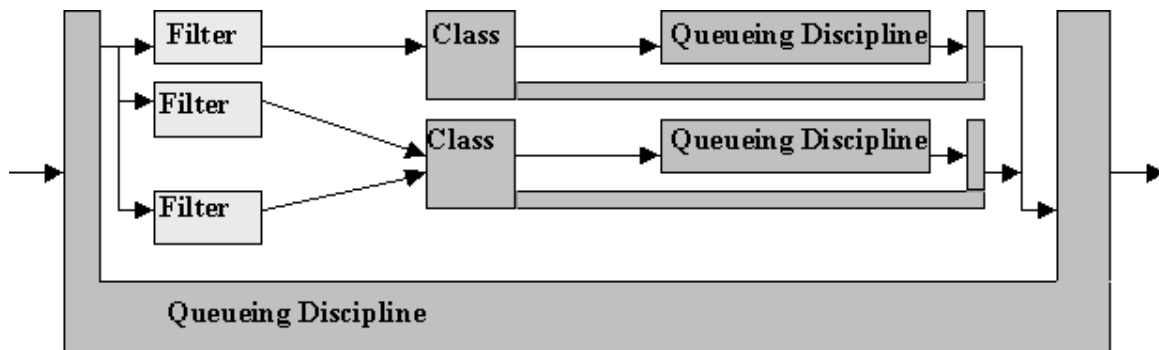 Filter
Class
Queueing Discipline
Filter
Class
Queueing Discipline
Filter
Queueing Discipline